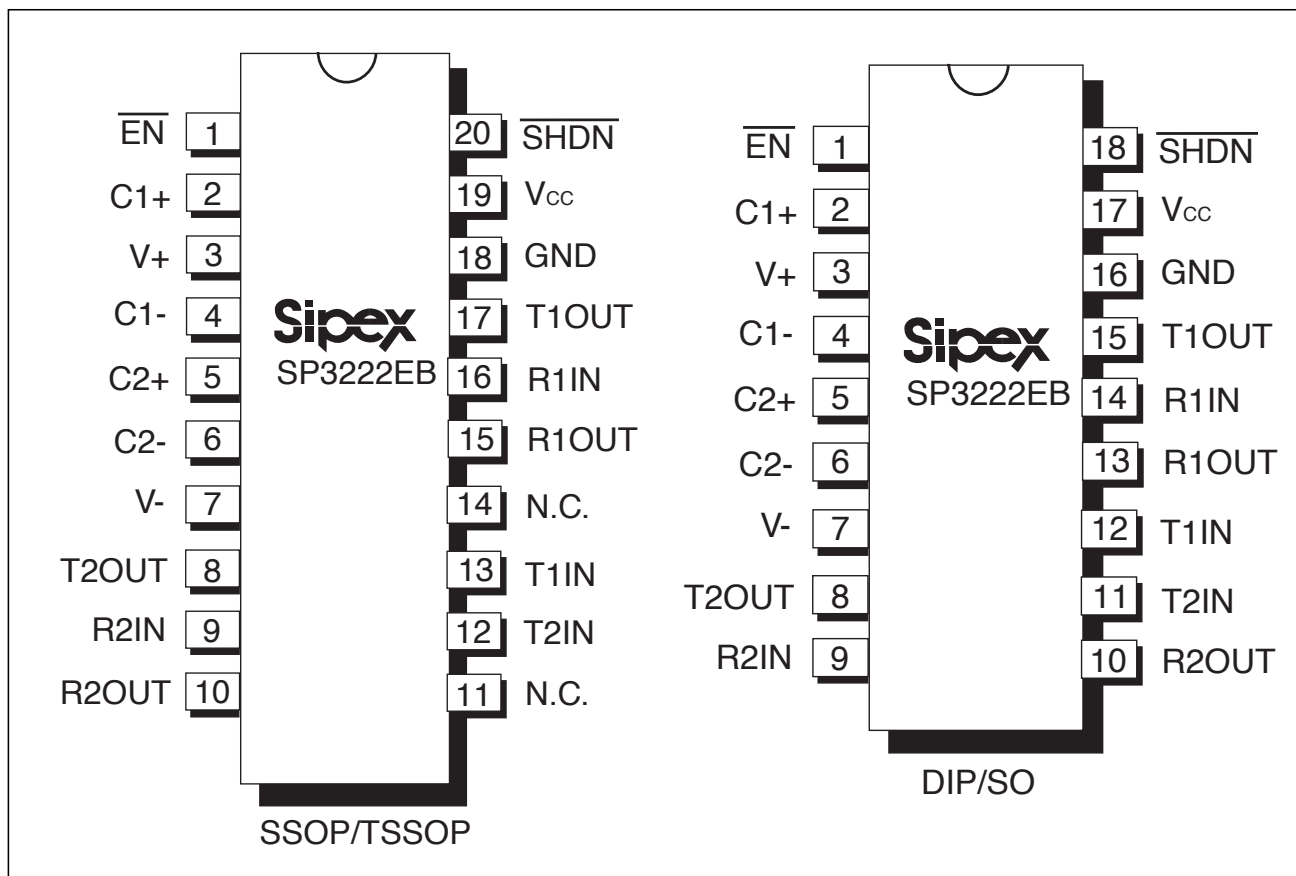 EN 1
C1+ 2
V+ 3
C1- 4
C2+ 5
C2- 6
V- 7
T2OUT 8
R2IN 9
R2OUT 10
20 SHDN
19 Vcc
18 GND
17 T1OUT
16 R1IN
15 R1OUT
14 N.C.
13 T1IN
12 T2IN
11 N.C.
Sipex
SP3222EB
SSOP/TSSOP
EN 1
C1+ 2
V+ 3
C1- 4
C2+ 5
C2- 6
V- 7
T2OUT 8
R2IN 9
18 SHDN
17 Vcc
16 GND
15 T1OUT
14 R1IN
13 R1OUT
12 T1IN
11 T2IN
10 R2OUT
Sipex
SP3222EB
DIP/SO